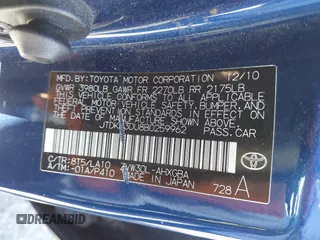 MFD. BY: TOYOTA MOTOR CORPORATION 12/10
GVWR 3980LB GAWR FR 2270LB RR 2175LB
THIS VEHICLE CONFORMS TO ALL APPLICABLE
FEDERAL MOTOR VEHICLE SAFETY, BUMPER, AND
THEFT PREVENTION STANDARDS IN EFFECT ON THE
DATE OF MANUFACTURE SHOWN ABOVE.
PASS. CAR
C/TR: 8T5/LA10 ZVW30L-AHXGBA
A/TM: -01A/P410 MADE IN JAPAN
728 A
TOYOTA
AUTOBIDMASTER